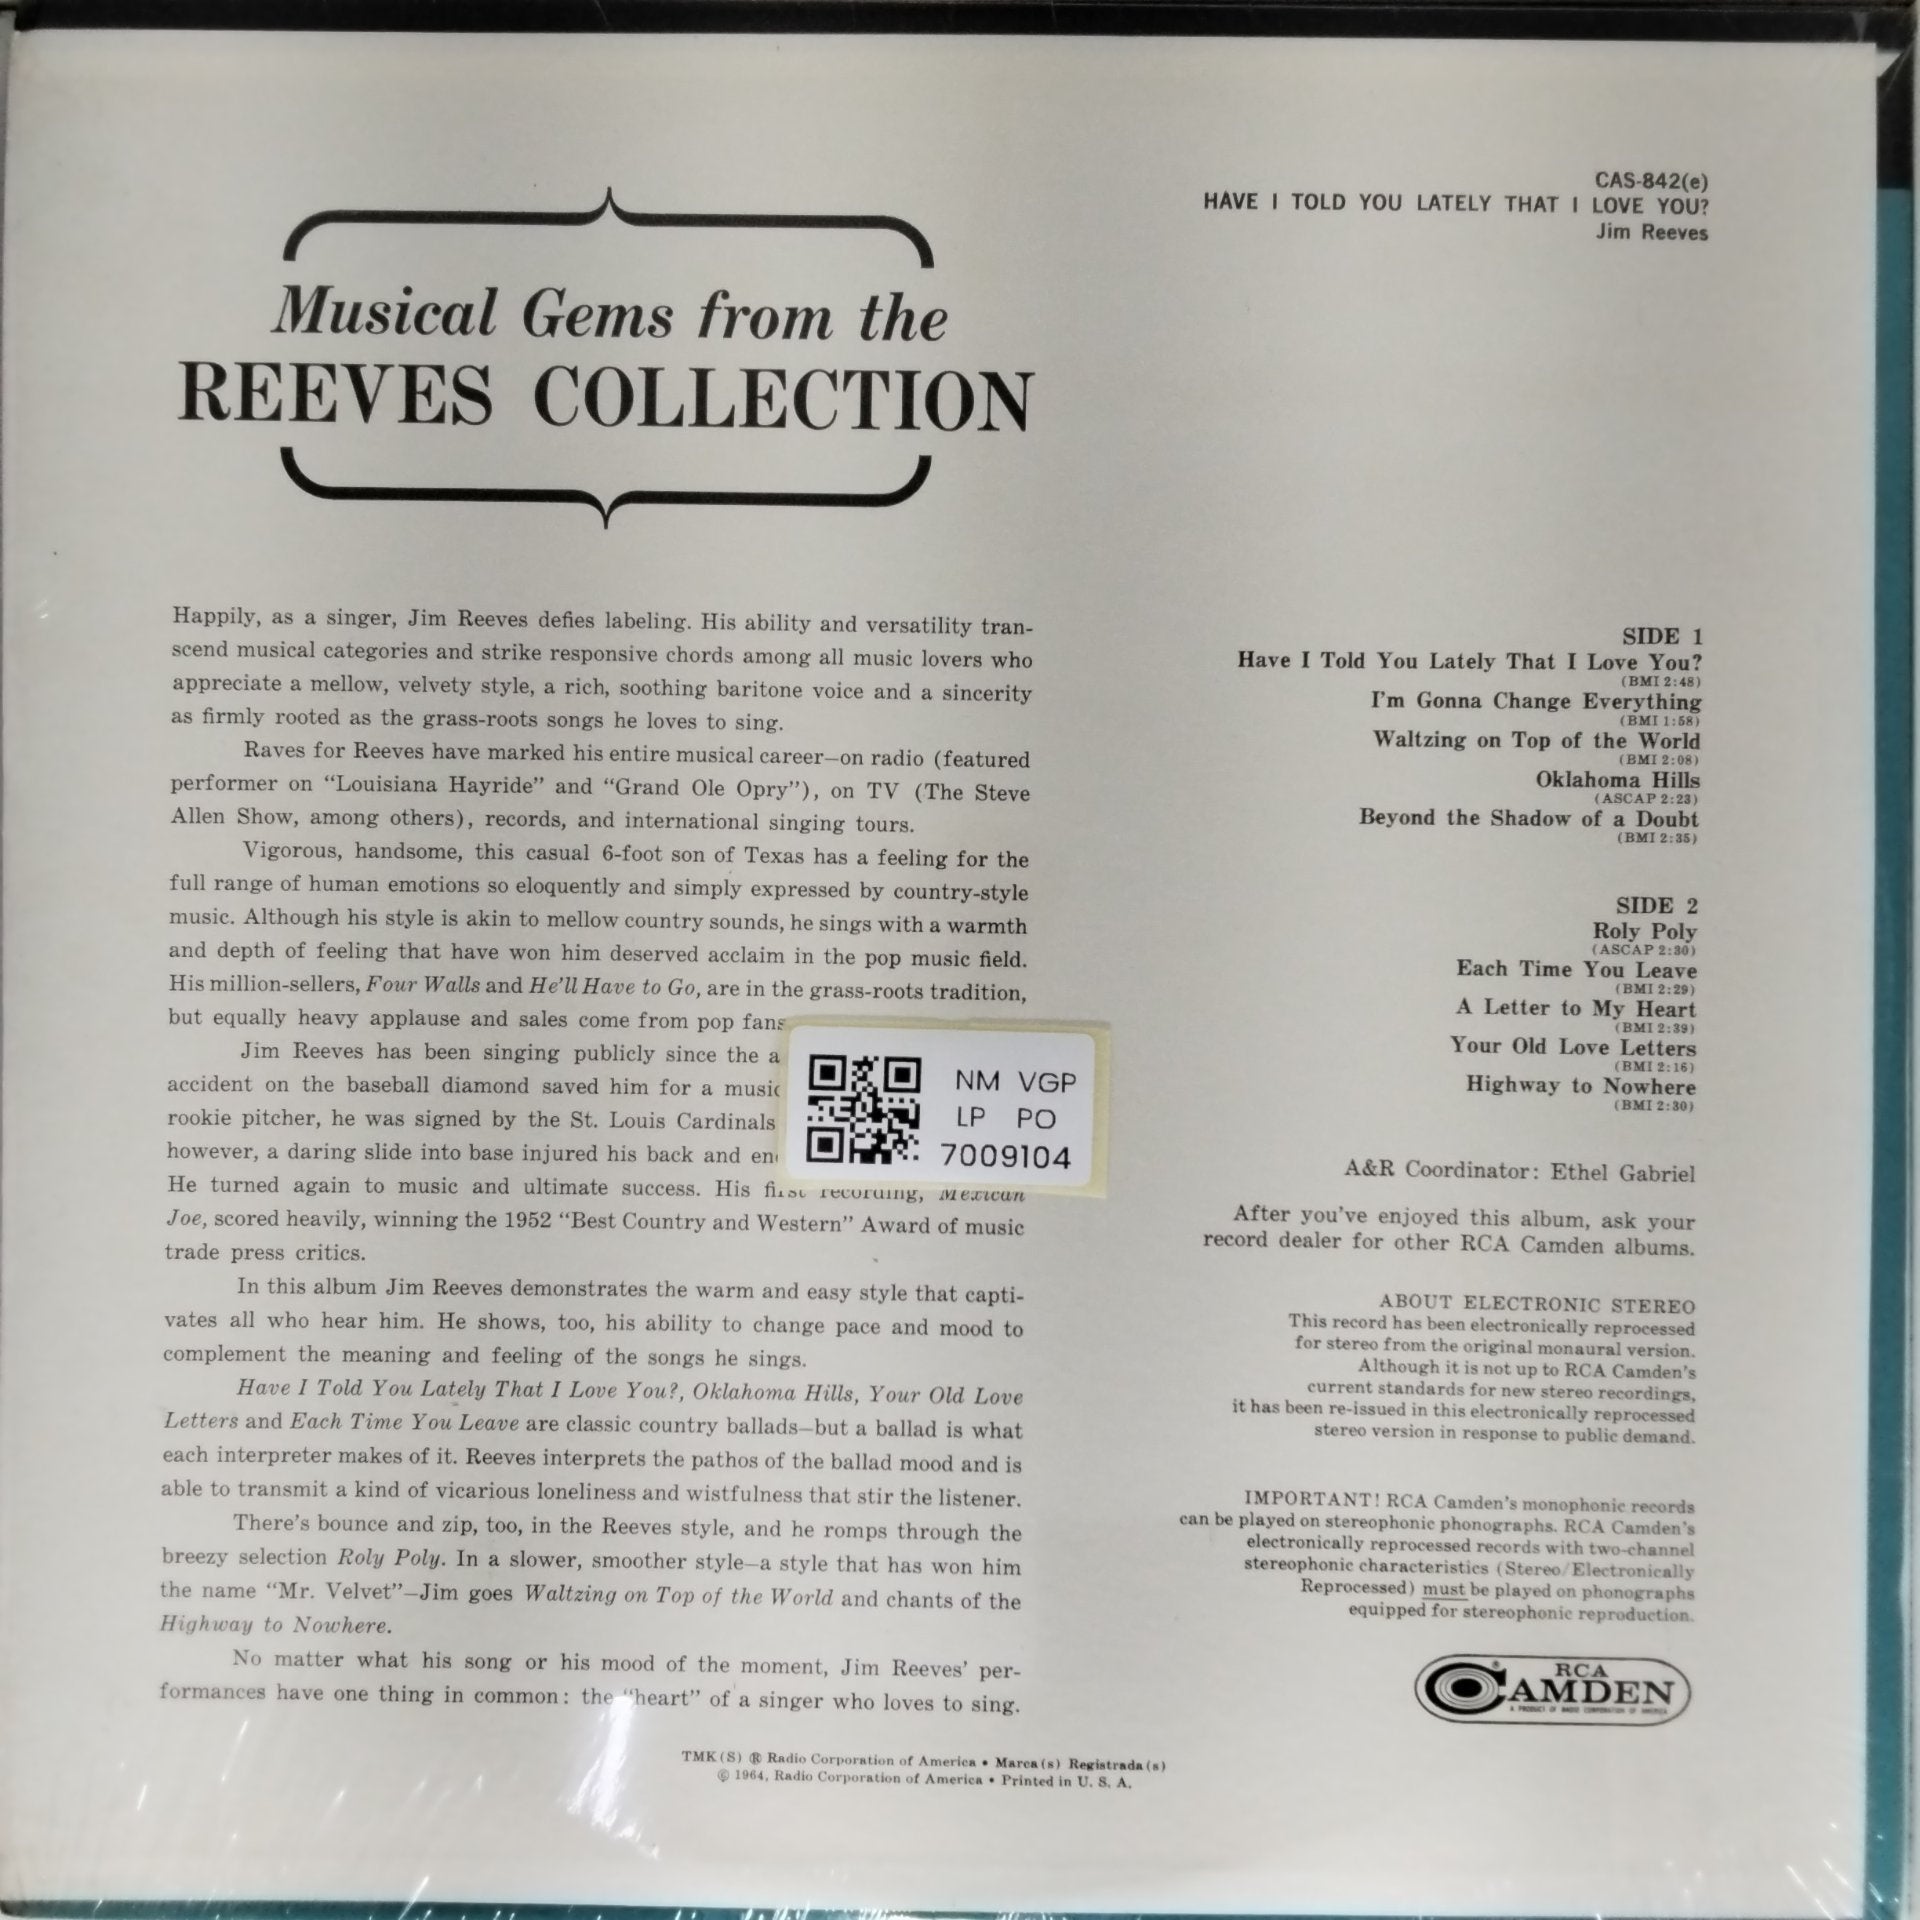 CAS-842(e)
HAVE I TOLD YOU LATELY THAT I LOVE YOU?
Jim Reeves
Musical Gems from the
REEVES COLLECTION
Happily, as a singer, Jim Reeves defies labeling. His ability and versatility tran-
scend musical categories and strike responsive chords among all music lovers who
appreciate a mellow, velvety style, a rich, soothing baritone voice and a sincerity
as firmly rooted as the grass-roots songs he loves to sing.
Raves for Reeves have marked his entire musical career—on radio (featured
performer on “Louisiana Hayride” and “Grand Ole Opry”), on TV (The Steve
Allen Show, among others), records, and international singing tours.
Vigorous, handsome, this casual 6-foot son of Texas has a feeling for the
full range of human emotions so eloquently and simply expressed by country-style
music. Although his style is akin to mellow country sounds, he sings with a warmth
and depth of feeling that have won him deserved acclaim in the pop music field.
His million-sellers, Four Walls and He’ll Have to Go, are in the grass-roots tradition,
but equally heavy applause and sales come from pop fans
Jim Reeves has been singing publicly since the
accident on the baseball diamond saved him for a
rookie pitcher, he was signed by the St. Louis Cardinals
however, a daring slide into base injured his back and
He turned again to music and ultimate success. His first recording, Mexican
Joe, scored heavily, winning the 1952 “Best Country and Western” Award of music
trade press critics.
In this album Jim Reeves demonstrates the warm and easy style that capti-
vates all who hear him. He shows, too, his ability to change pace and mood to
complement the meaning and feeling of the songs he sings.
Have I Told You Lately That I Love You?, Oklahoma Hills, Your Old Love
Letters and Each Time You Leave are classic country ballads—but a ballad is what
each interpreter makes of it. Reeves interprets the pathos of the ballad mood and is
able to transmit a kind of vicarious loneliness and wistfulness that stir the listener.
There’s bounce and zip, too, in the Reeves style, and he romps through the
breezy selection Roly Poly. In a slower, smoother style—a style that has won him
the name “Mr. Velvet”—Jim goes Waltzing on Top of the World and chants of the
Highway to Nowhere.
No matter what his song or his mood of the moment, Jim Reeves’ per-
formances have one thing in common: the “heart” of a singer who loves to sing.
NM VGP
LP PO
7009104
SIDE 1
Have I Told You Lately That I Love You?
(BMI 2:48)
I’m Gonna Change Everything
(BMI 1:58)
Waltzing on Top of the World
(BMI 2:08)
Oklahoma Hills
(ASCAP 2:23)
Beyond the Shadow of a Doubt
(BMI 2:35)
SIDE 2
Roly Poly
(ASCAP 2:30)
Each Time You Leave
(BMI 2:29)
A Letter to My Heart
(BMI 2:39)
Your Old Love Letters
(BMI 2:16)
Highway to Nowhere
(BMI 2:30)
A&R Coordinator: Ethel Gabriel
After you’ve enjoyed this album, ask your
record dealer for other RCA Camden albums.
ABOUT ELECTRONIC STEREO
This record has been electronically reprocessed
for stereo from the original monaural version.
Although it is not up to RCA Camden’s
current standards for new stereo recordings,
it has been re-issued in this electronically reprocessed
stereo version in response to public demand.
IMPORTANT! RCA Camden’s monophonic records
can be played on stereophonic phonographs. RCA Camden’s
electronically reprocessed records with two-channel
stereophonic characteristics (Stereo/Electronically
Reprocessed) must be played on phonographs
equipped for stereophonic reproduction.
RCA
CAMDEN
A PRODUCT OF RADIO CORPORATION OF AMERICA
TMK(S) ® Radio Corporation of America • Marca(s) Registrada(s)
© 1964, Radio Corporation of America • Printed in U. S. A.